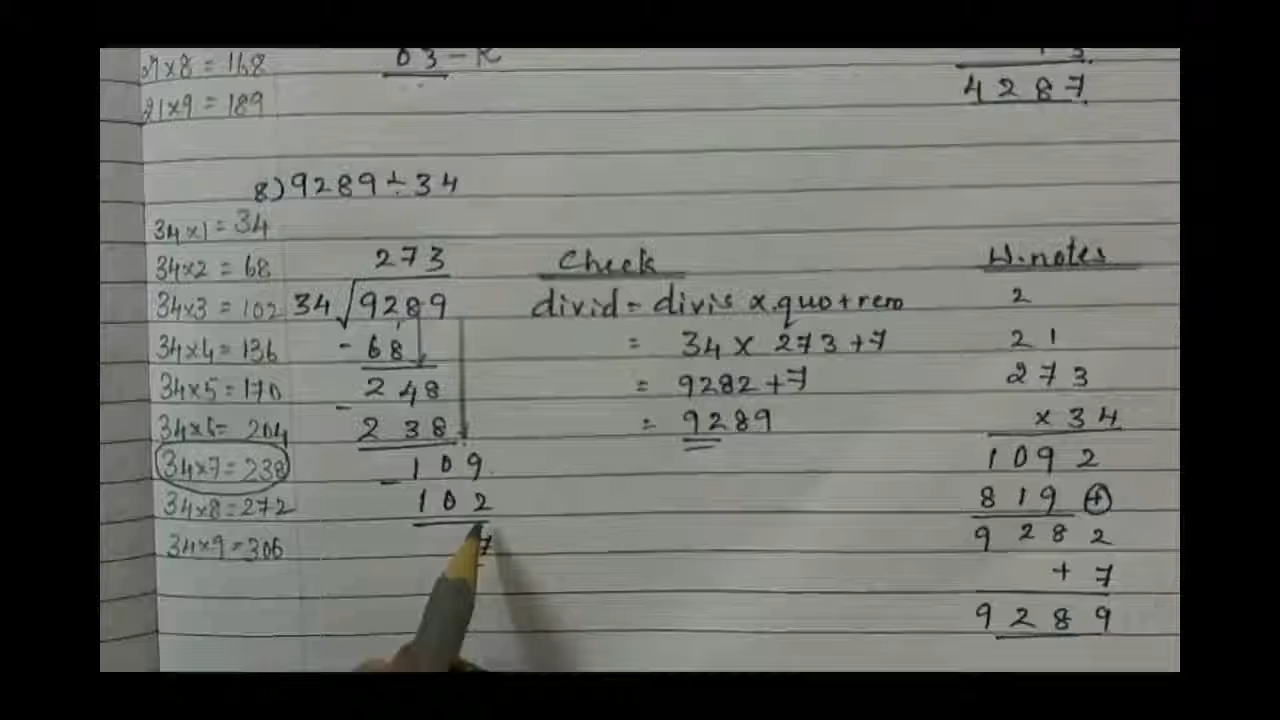 21×8 = 168
21×9 = 189
03 – R
4287
8) 9289 ÷ 34
34×1 = 34
34×2 = 68
34×3 = 102
34×4 = 136
34×5 = 170
34×6 = 204
34×7 = 238
34×8 = 272
34×9 = 306
273
34 √9289
- 68
248
- 238
- 109
102
7
Check
divid = divis × quo + rem
= 34 × 273 + 7
= 9282 + 7
= 9289
W.notes
2
21
273
× 34
1092
819 +
9282
+ 7
9289